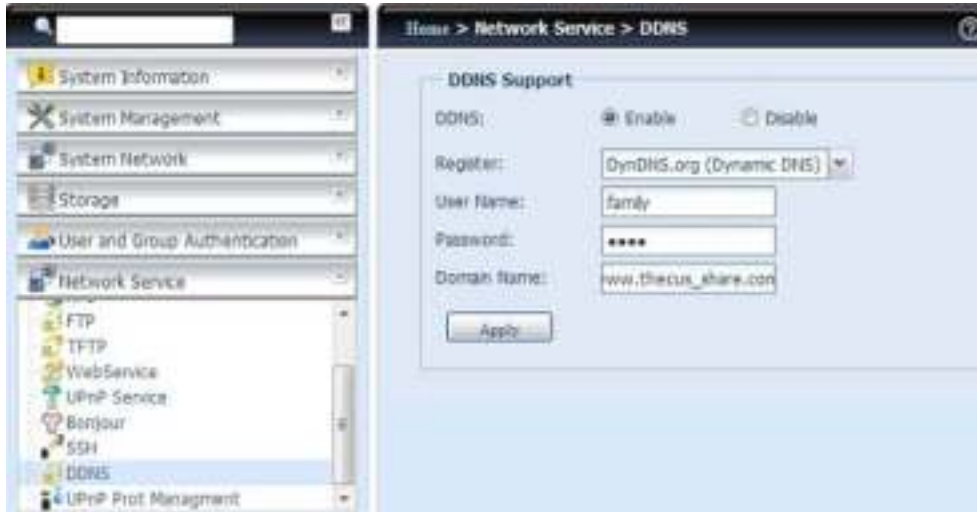 Home > Network Service > DDNS
System Information
System Management
System Network
Storage
User and Group Authentication
Network Service
FTP
TFTP
WebService
UPnP Service
Bonjour
SSH
DDNS
UPnP Prot Managment
DDNS Support
DDNS: Enable Disable
Register: DynDNS.org (Dynamic DNS)
User Name: family
Password: ••••
Domain Name: www.thecus_share.com
Apply